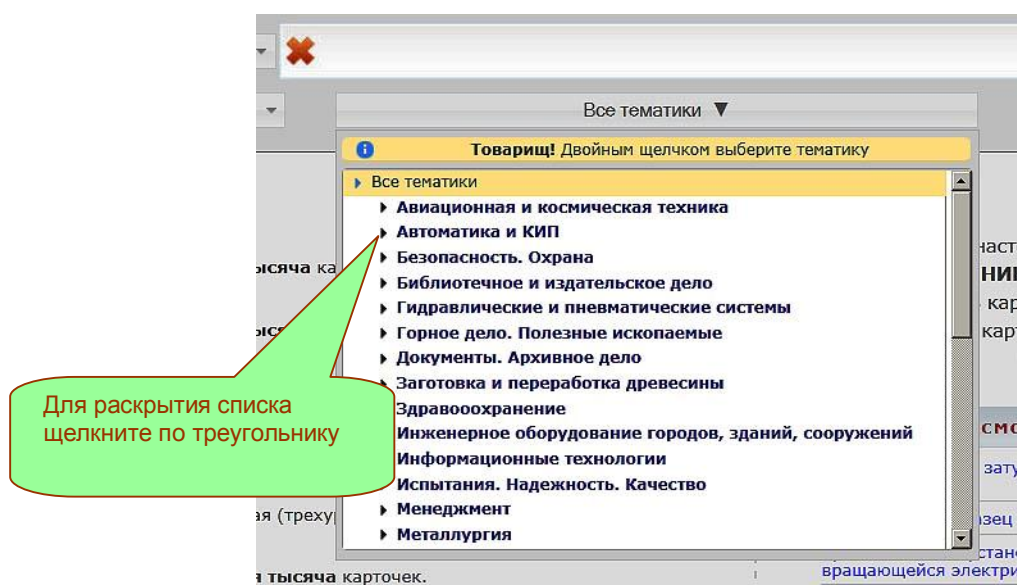 Все тематики ▼
Товарищ! Двойным щелчком выберите тематику
Все тематики
Авиационная и космическая техника
Автоматика и КИП
Безопасность. Охрана
Библиотечное и издательское дело
Гидравлические и пневматические системы
Горное дело. Полезные ископаемые
Документы. Архивное дело
Заготовка и переработка древесины
Здравооохранение
Инженерное оборудование городов, зданий, сооружений
Информационные технологии
Испытания. Надежность. Качество
Менеджмент
Металлургия
Для раскрытия списка
щелкните по треугольнику
тысяча карточек.
вращающейся